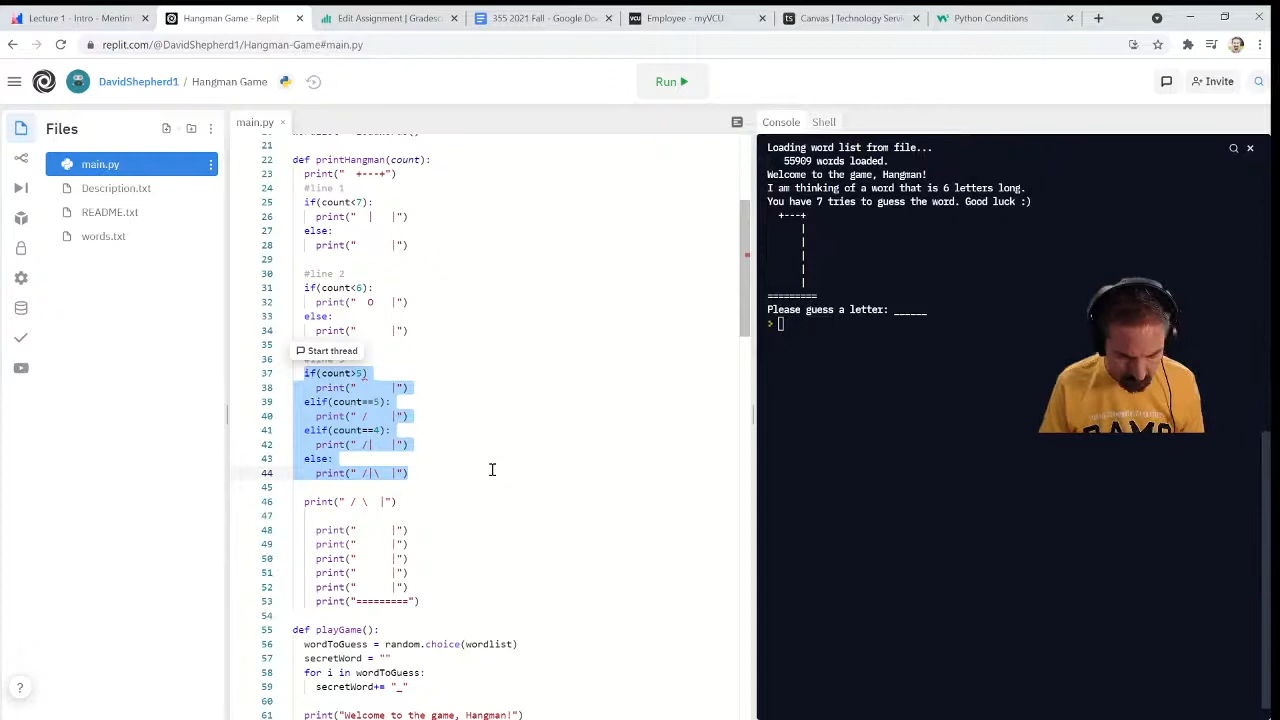 Lecture 1 - Intro - Mentim
Hangman Game - Replit
Edit Assignment | Gradesc
355 2021 Fall - Google Do
Employee - myVCU
Canvas | Technology Servic
Python Conditions
replit.com/@DavidShepherd1/Hangman-Game#main.py
DavidShepherd1 / Hangman Game
Run
Invite
Files
main.py
Description.txt
README.txt
words.txt
main.py
21
22 def printHangman(count):
23 print("  +---+")
24 #line 1
25 if(count<7):
26 print("  |   |")
27 else:
28 print("      |")
29
30 #line 2
31 if(count<6):
32 print("  O   |")
33 else:
34 print("      |")
35
Start thread
36
37 if(count>5)
38 print("      |")
39 elif(count==5):
40 print(" /    |")
41 elif(count==4):
42 print(" /|   |")
43 else:
44 print(" /|\  |")
45
46 print(" / \  |")
47
48 print("      |")
49 print("      |")
50 print("      |")
51 print("      |")
52 print("      |")
53 print("=========")
54
55 def playGame():
56 wordToGuess = random.choice(wordlist)
57 secretWord = ""
58 for i in wordToGuess:
59 secretWord+= "_"
60
61 print("Welcome to the game, Hangman!")
Console
Shell
Loading word list from file...
55909 words loaded.
Welcome to the game, Hangman!
I am thinking of a word that is 6 letters long.
You have 7 tries to guess the word. Good luck :)
+---+
|
|
|
|
|
=========
Please guess a letter: ______
>
RAMS
?